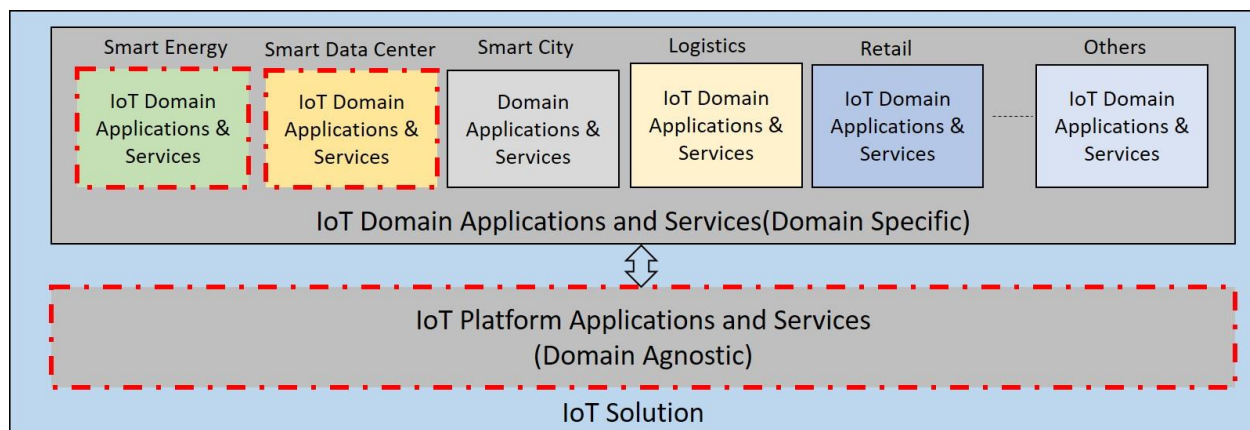 Smart Energy
Smart Data Center
Smart City
Logistics
Retail
Others
IoT Domain
Applications &
Services
IoT Domain
Applications &
Services
Domain
Applications &
Services
IoT Domain
Applications &
Services
IoT Domain
Applications &
Services
IoT Domain
Applications &
Services
IoT Domain Applications and Services(Domain Specific)
IoT Platform Applications and Services
(Domain Agnostic)
IoT Solution